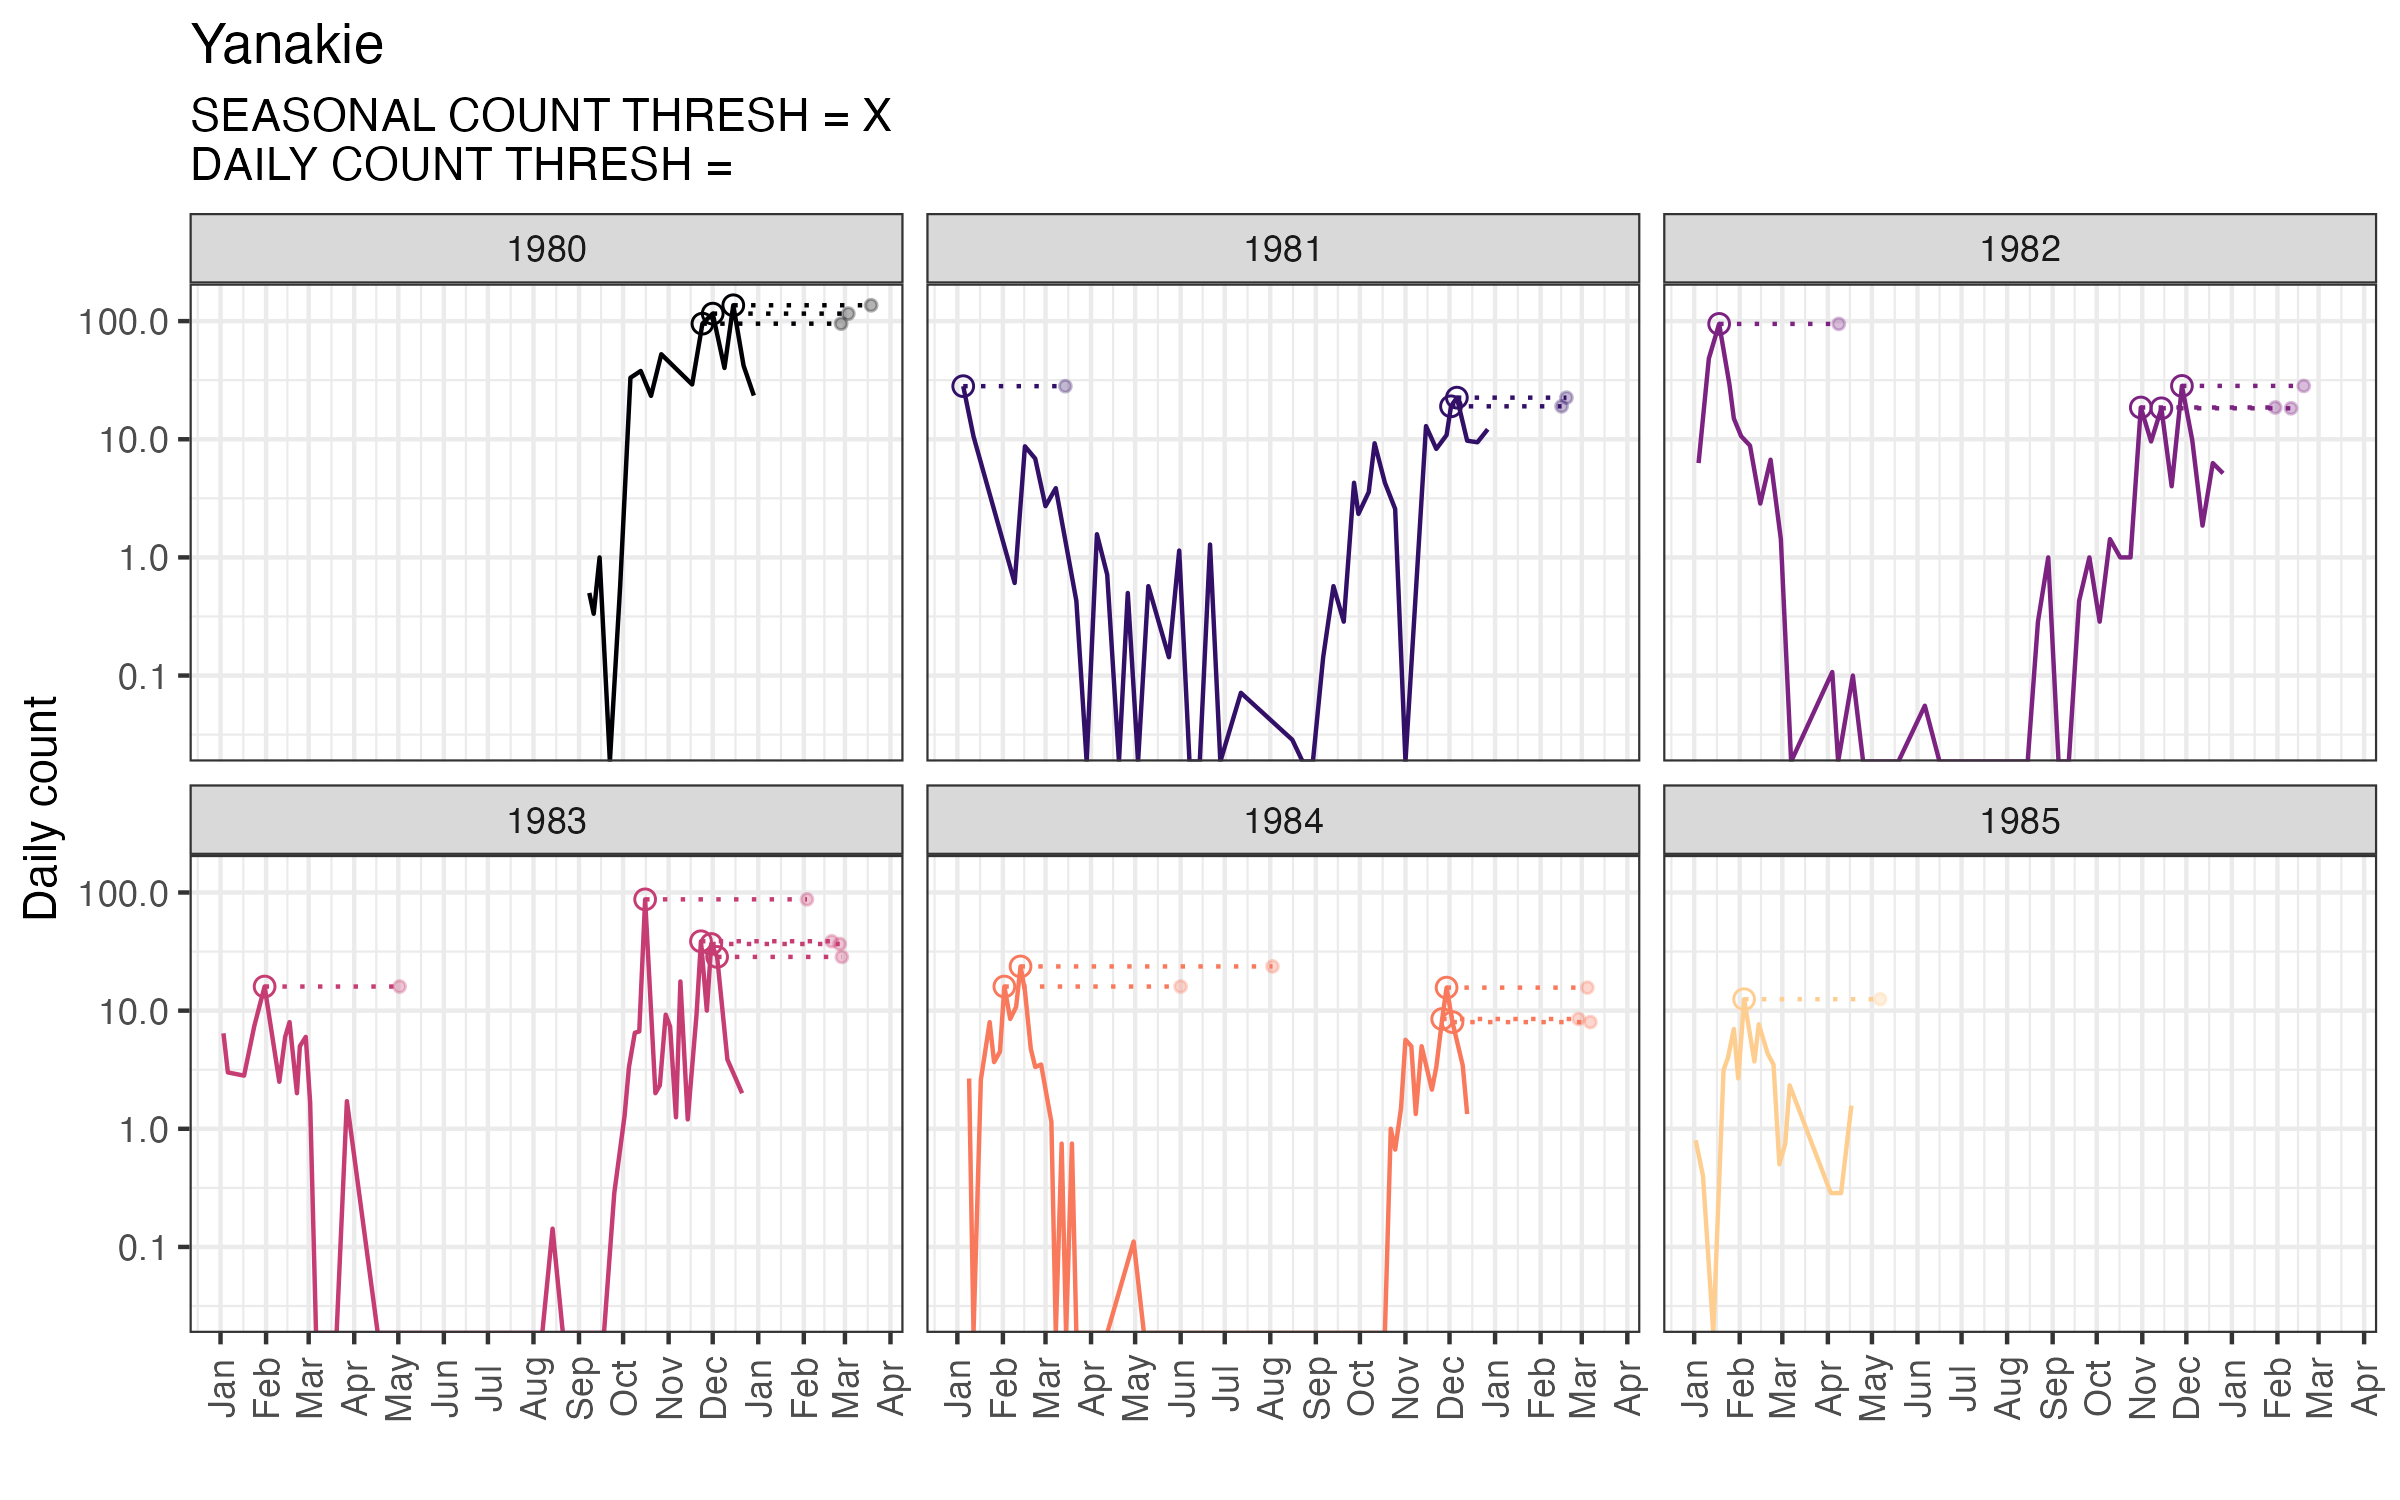 Yanakie
SEASONAL COUNT THRESH = X
DAILY COUNT THRESH =
1980
1981
1982
100.0
10.0
1.0
0.1
Daily count
1983
1984
1985
100.0
10.0
1.0
0.1
Jan Feb Mar Apr May Jun Jul Aug Sep Oct Nov Dec Jan Feb Mar Apr
Jan Feb Mar Apr May Jun Jul Aug Sep Oct Nov Dec Jan Feb Mar Apr
Jan Feb Mar Apr May Jun Jul Aug Sep Oct Nov Dec Jan Feb Mar Apr